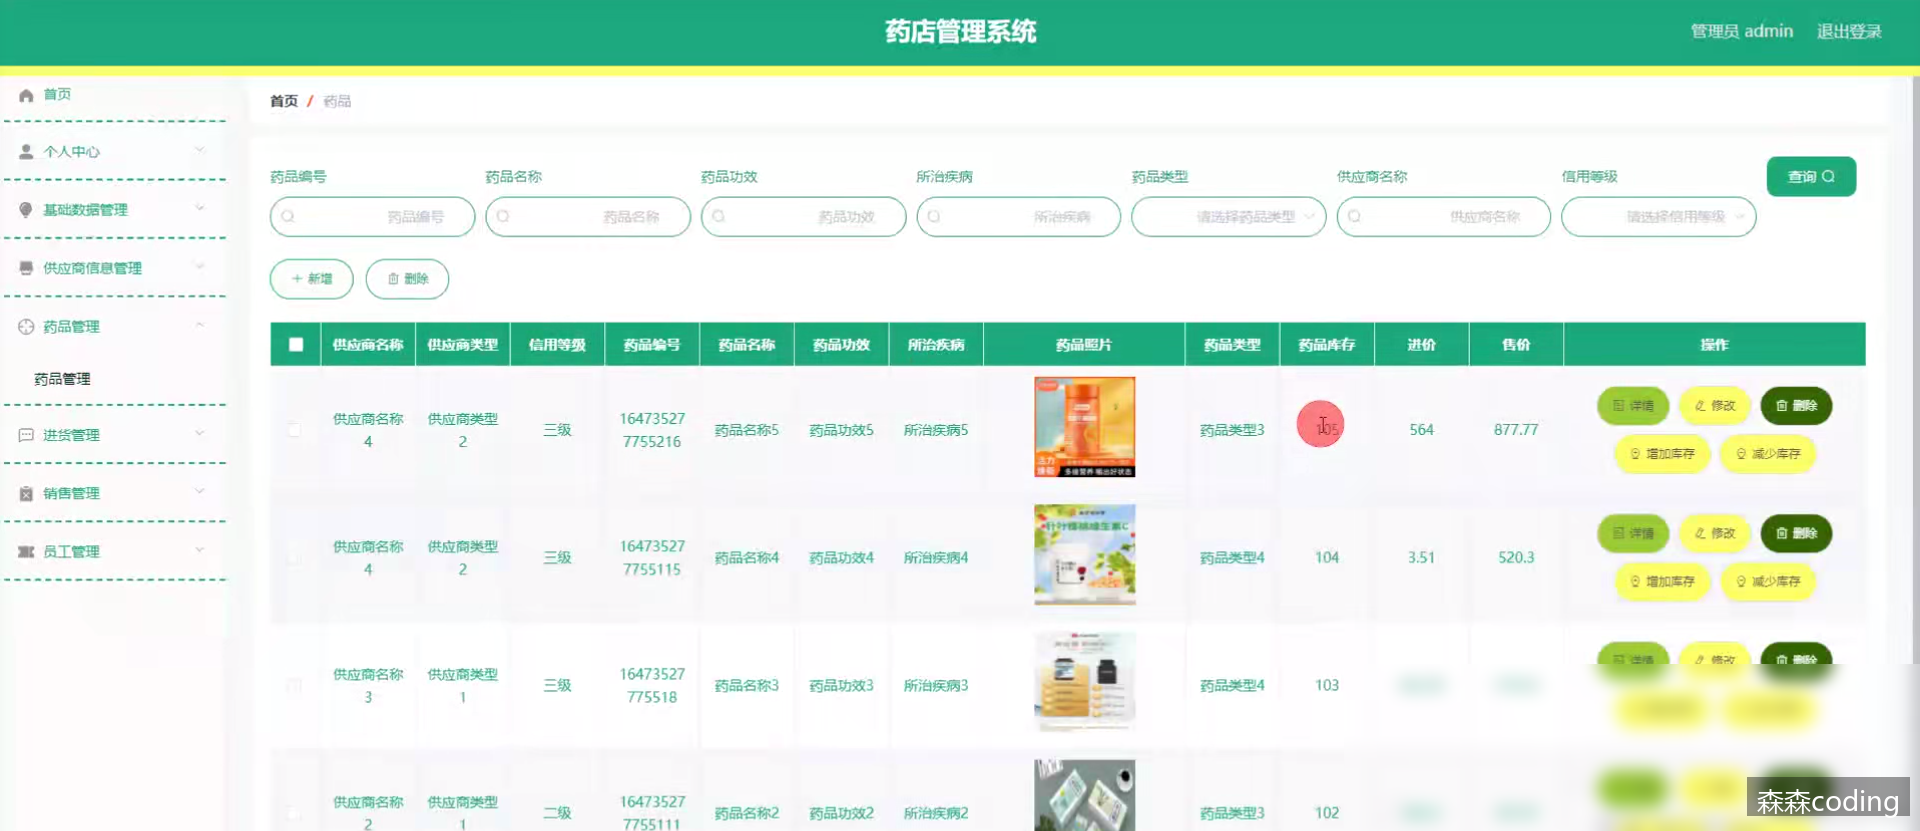 药店管理系统
管理员 admin 退出登录
首页
个人中心
基础数据管理
供应商信息管理
药品管理
药品管理
进货管理
销售管理
员工管理
首页 / 药品
药品编号 药品名称 药品功效 所治疾病 药品类型 供应商名称 信用等级
药品编号 药品名称 药品功效 所治疾病 请选择药品类型 供应商名称 请选择信用等级
查询
新增 删除
供应商名称 供应商类型 信用等级 药品编号 药品名称 药品功效 所治疾病 药品照片 药品类型 药品库存 进价 售价 操作
供应商名称4 供应商类型2 三级 164735277755216 药品名称5 药品功效5 所治疾病5 药品类型3 105 564 877.77 详情 修改 删除
增加库存 减少库存
供应商名称4 供应商类型2 三级 164735277755115 药品名称4 药品功效4 所治疾病4 药品类型4 104 3.51 520.3 详情 修改 删除
增加库存 减少库存
供应商名称3 供应商类型1 三级 16473527775518 药品名称3 药品功效3 所治疾病3 药品类型4 103 详情 修改 删除
供应商名称2 供应商类型1 二级 164735277755111 药品名称2 药品功效2 所治疾病2 药品类型3 102
森森coding